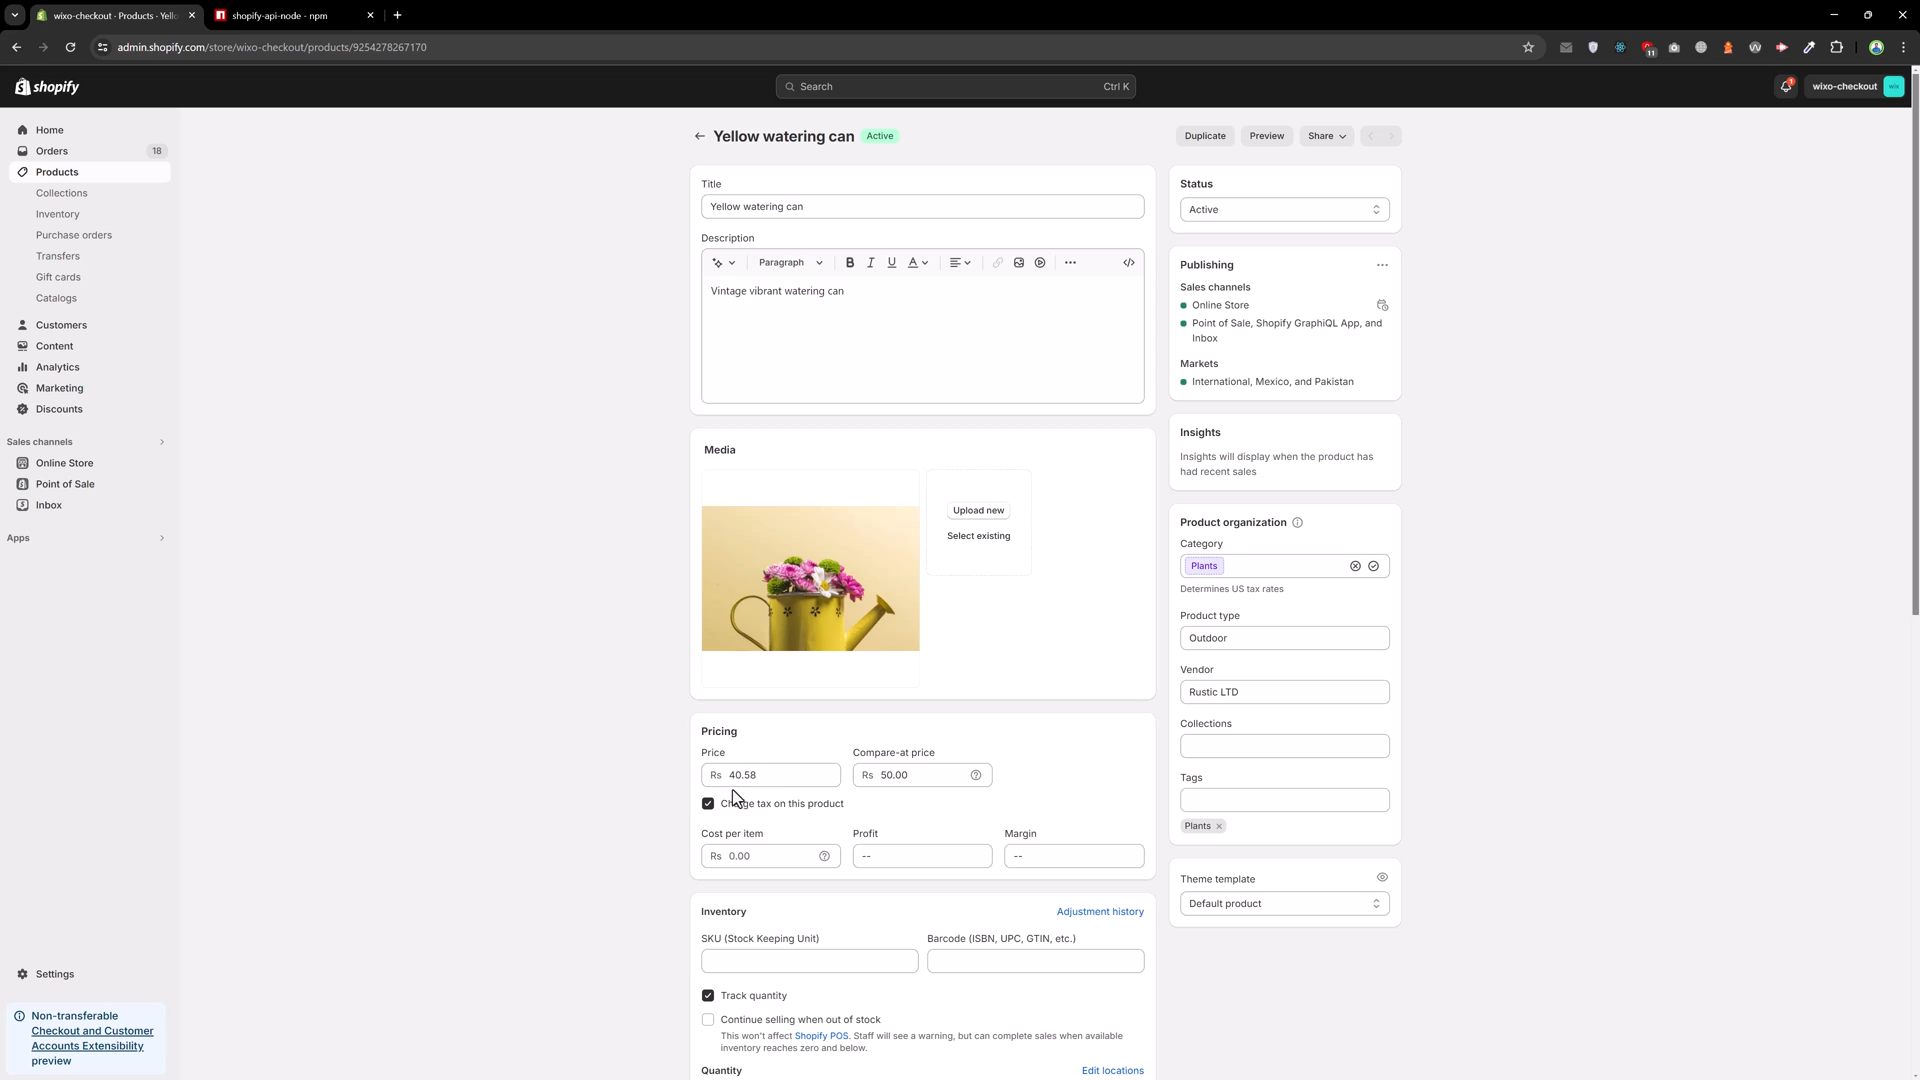 wixo-checkout · Products · Yello
shopify-api-node - npm
admin.shopify.com/store/wixo-checkout/products/9254278267170
11
shopify
Search
Ctrl K
1
wixo-checkout
wix
Home
Orders
18
Products
Collections
Inventory
Purchase orders
Transfers
Gift cards
Catalogs
Customers
Content
Analytics
Marketing
Discounts
Sales channels
Online Store
Point of Sale
Inbox
Apps
Settings
Non-transferable
Checkout and Customer
Accounts Extensibility
preview
Yellow watering can
Active
Duplicate
Preview
Share
Title
Yellow watering can
Description
Paragraph
B I U A
Vintage vibrant watering can
Media
Upload new
Select existing
Pricing
Price
Compare-at price
Rs 40.58
Rs 50.00
Charge tax on this product
Cost per item
Profit
Margin
Rs 0.00
--
--
Inventory
Adjustment history
SKU (Stock Keeping Unit)
Barcode (ISBN, UPC, GTIN, etc.)
Track quantity
Continue selling when out of stock
This won't affect Shopify POS. Staff will see a warning, but can complete sales when available
inventory reaches zero and below.
Quantity
Edit locations
Status
Active
Publishing
Sales channels
Online Store
Point of Sale, Shopify GraphiQL App, and
Inbox
Markets
International, Mexico, and Pakistan
Insights
Insights will display when the product has
had recent sales
Product organization
Category
Plants
Determines US tax rates
Product type
Outdoor
Vendor
Rustic LTD
Collections
Tags
Plants
Theme template
Default product